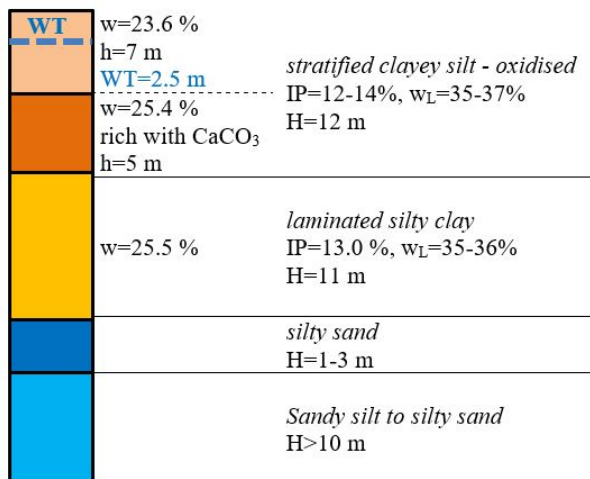 WT
w=23.6 %
h=7 m
WT=2.5 m
stratified clayey silt - oxidised
IP=12-14%, wL=35-37%
H=12 m
w=25.4 %
rich with CaCO3
h=5 m
laminated silty clay
IP=13.0 %, wL=35-36%
H=11 m
w=25.5 %
silty sand
H=1-3 m
Sandy silt to silty sand
H>10 m